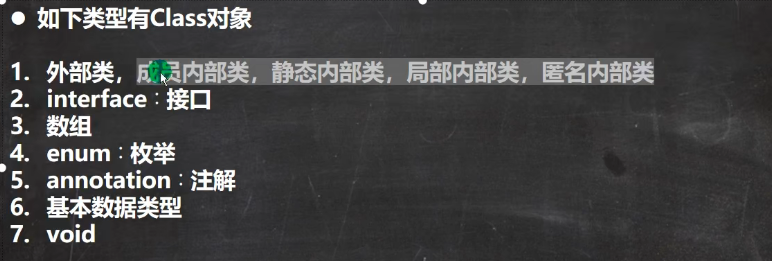 ● 如下类型有Class对象
1. 外部类，成员内部类，静态内部类，局部内部类，匿名内部类
2. interface：接口
3. 数组
4. enum：枚举
5. annotation：注解
6. 基本数据类型
7. void